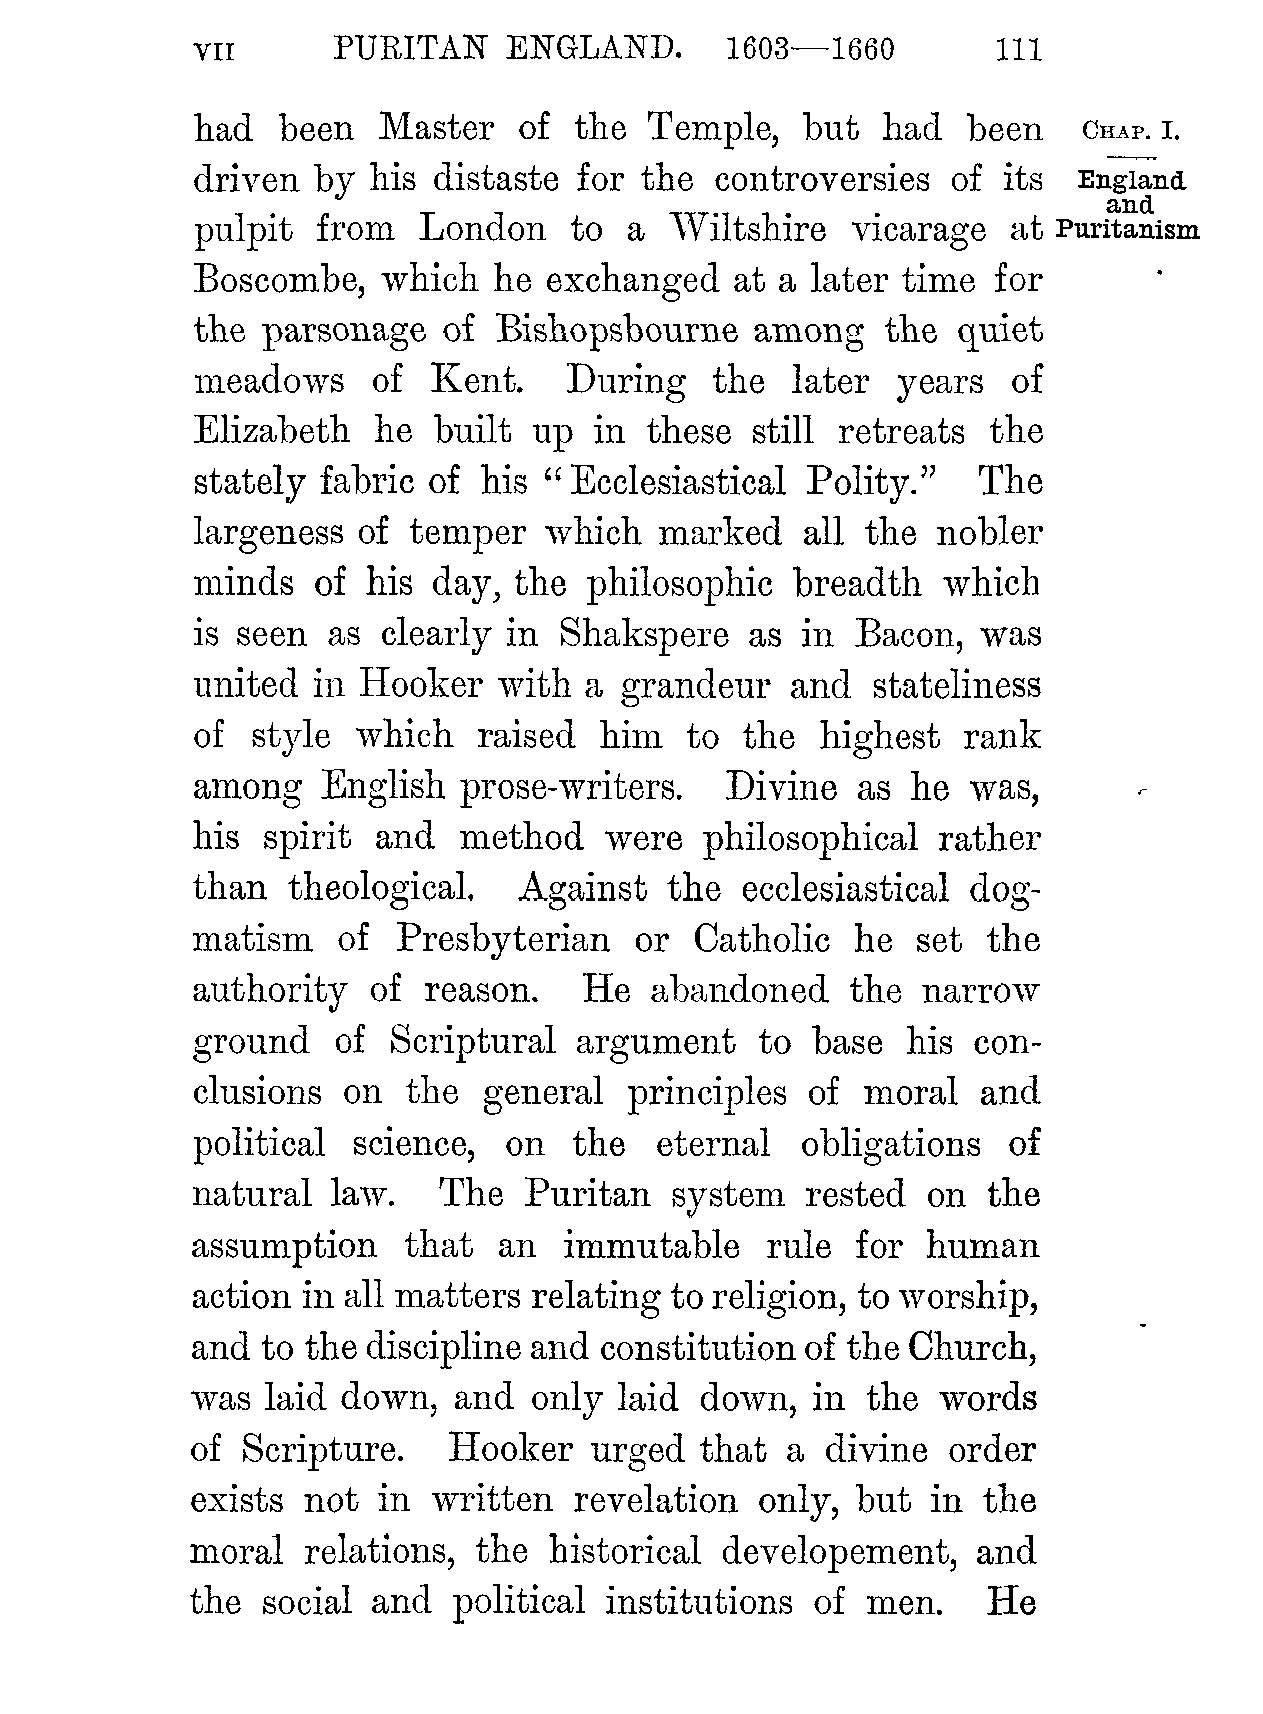 VII PURITAN ENGLAND. 1603—1660 111
had been Master of the Temple, but had been
driven by his distaste for the controversies of its
pulpit from London to a Wiltshire vicarage at
Boscombe, which he exchanged at a later time for
the parsonage of Bishopsbourne among the quiet
meadows of Kent. During the later years of
Elizabeth he built up in these still retreats the
stately fabric of his “Ecclesiastical Polity.” The
largeness of temper which marked all the nobler
minds of his day, the philosophic breadth which
is seen as clearly in Shakspere as in Bacon, was
united in Hooker with a grandeur and stateliness
of style which raised him to the highest rank
among English prose-writers. Divine as he was,
his spirit and method were philosophical rather
than theological. Against the ecclesiastical dog-
matism of Presbyterian or Catholic he set the
authority of reason. He abandoned the narrow
ground of Scriptural argument to base his con-
clusions on the general principles of moral and
political science, on the eternal obligations of
natural law. The Puritan system rested on the
assumption that an immutable rule for human
action in all matters relating to religion, to worship,
and to the discipline and constitution of the Church,
was laid down, and only laid down, in the words
of Scripture. Hooker urged that a divine order
exists not in written revelation only, but in the
moral relations, the historical developement, and
the social and political institutions of men. He
CHAP. I.
England
and
Puritanism